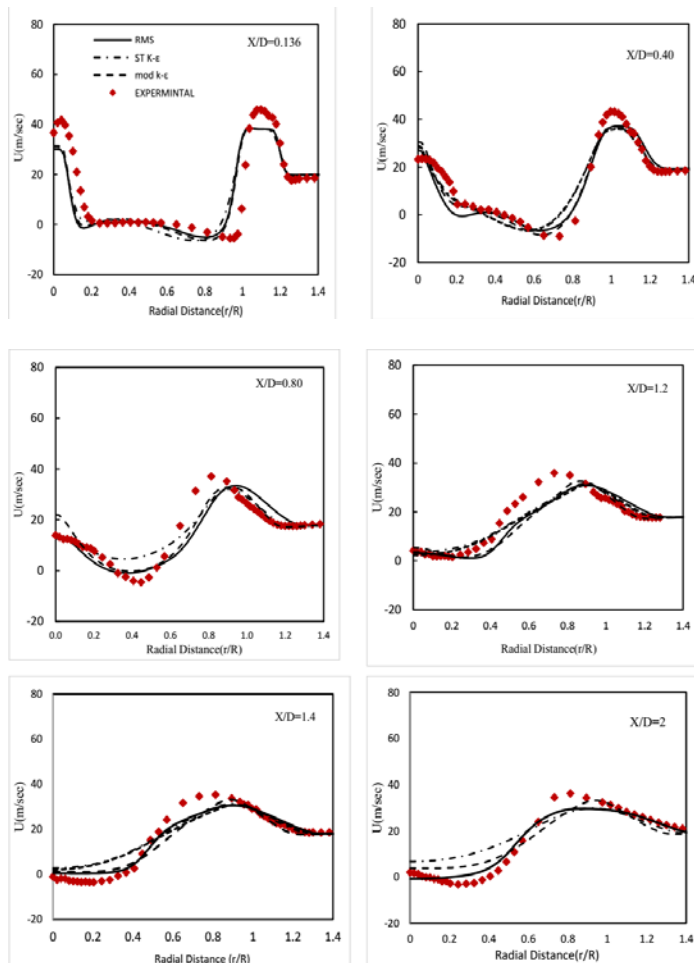 80
60
40
20
0
-20
U(m/sec)
RMS
ST K-ε
mod k-ε
EXPERMINTAL
X/D=0.136
0 0.2 0.4 0.6 0.8 1 1.2 1.4
Radial Distance(r/R)
80
60
40
20
0
-20
U(m/sec)
X/D=0.40
0 0.2 0.4 0.6 0.8 1 1.2 1.4
Radial Distance(r/R)
80
60
40
20
0
-20
U(m/sec)
X/D=0.80
0.0 0.2 0.4 0.6 0.8 1.0 1.2 1.4
Radial Distance(r/R)
80
60
40
20
0
-20
U(m/sec)
X/D=1.2
0 0.2 0.4 0.6 0.8 1 1.2 1.4
Radial Distance(r/R)
80
60
40
20
0
-20
U(m/sec)
X/D=1.4
0 0.2 0.4 0.6 0.8 1 1.2 1.4
Radial Distance (r/R)
80
60
40
20
0
-20
U(m/sec)
X/D=2
0 0.2 0.4 0.6 0.8 1 1.2 1.4
Radial Distance (r/R)